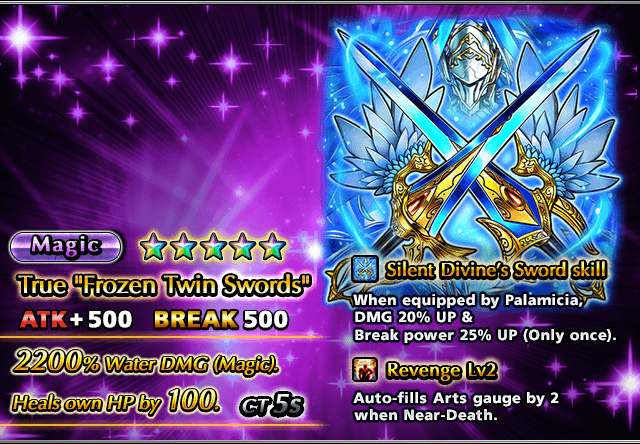 Magic
True "Frozen Twin Swords"
ATK+500 BREAK 500
2200% Water DMG (Magic).
Heals own HP by 100. CT 5s
Silent Divine's Sword skill
When equipped by Palamicia,
DMG 20% UP &
Break power 25% UP (Only once).
Revenge Lv2
Auto-fills Arts gauge by 2
when Near-Death.